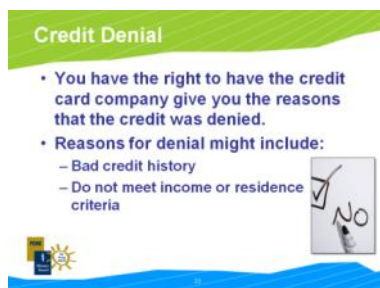 Credit Denial
• You have the right to have the credit
card company give you the reasons
that the credit was denied.
• Reasons for denial might include:
– Bad credit history
– Do not meet income or residence
criteria
NO